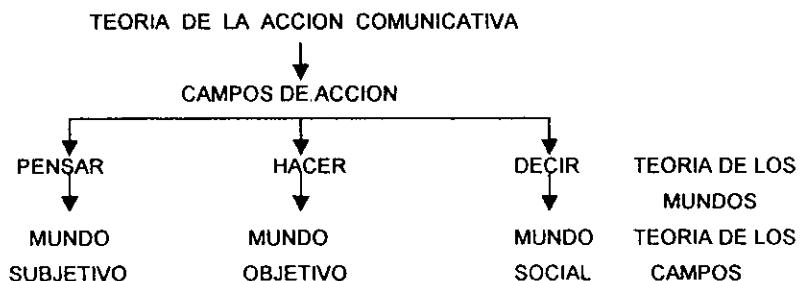 TEORIA DE LA ACCION COMUNICATIVA
CAMPOS DE ACCION
PENSAR HACER DECIR TEORIA DE LOS
MUNDOS
MUNDO MUNDO MUNDO TEORIA DE LOS
SUBJETIVO OBJETIVO SOCIAL CAMPOS